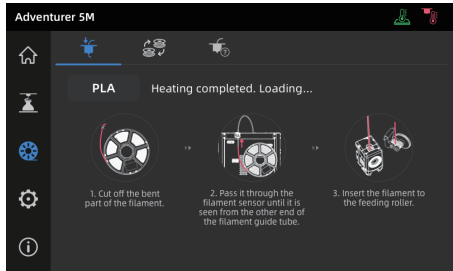 Adventurer 5M
PLA
Heating completed. Loading...
1. Cut off the bent
part of the filament.
2. Pass it through the
filament sensor until it is
seen from the other end of
the filament guide tube.
3. Insert the filament to
the feeding roller.